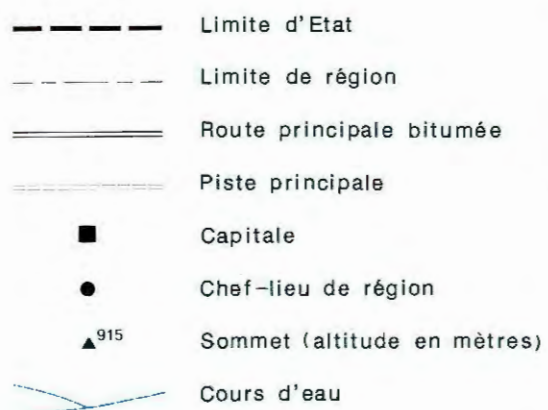 Limite d'Etat
Limite de région
Route principale bitumée
Piste principale
Capitale
Chef-lieu de région
915 Sommet (altitude en mètres)
Cours d'eau